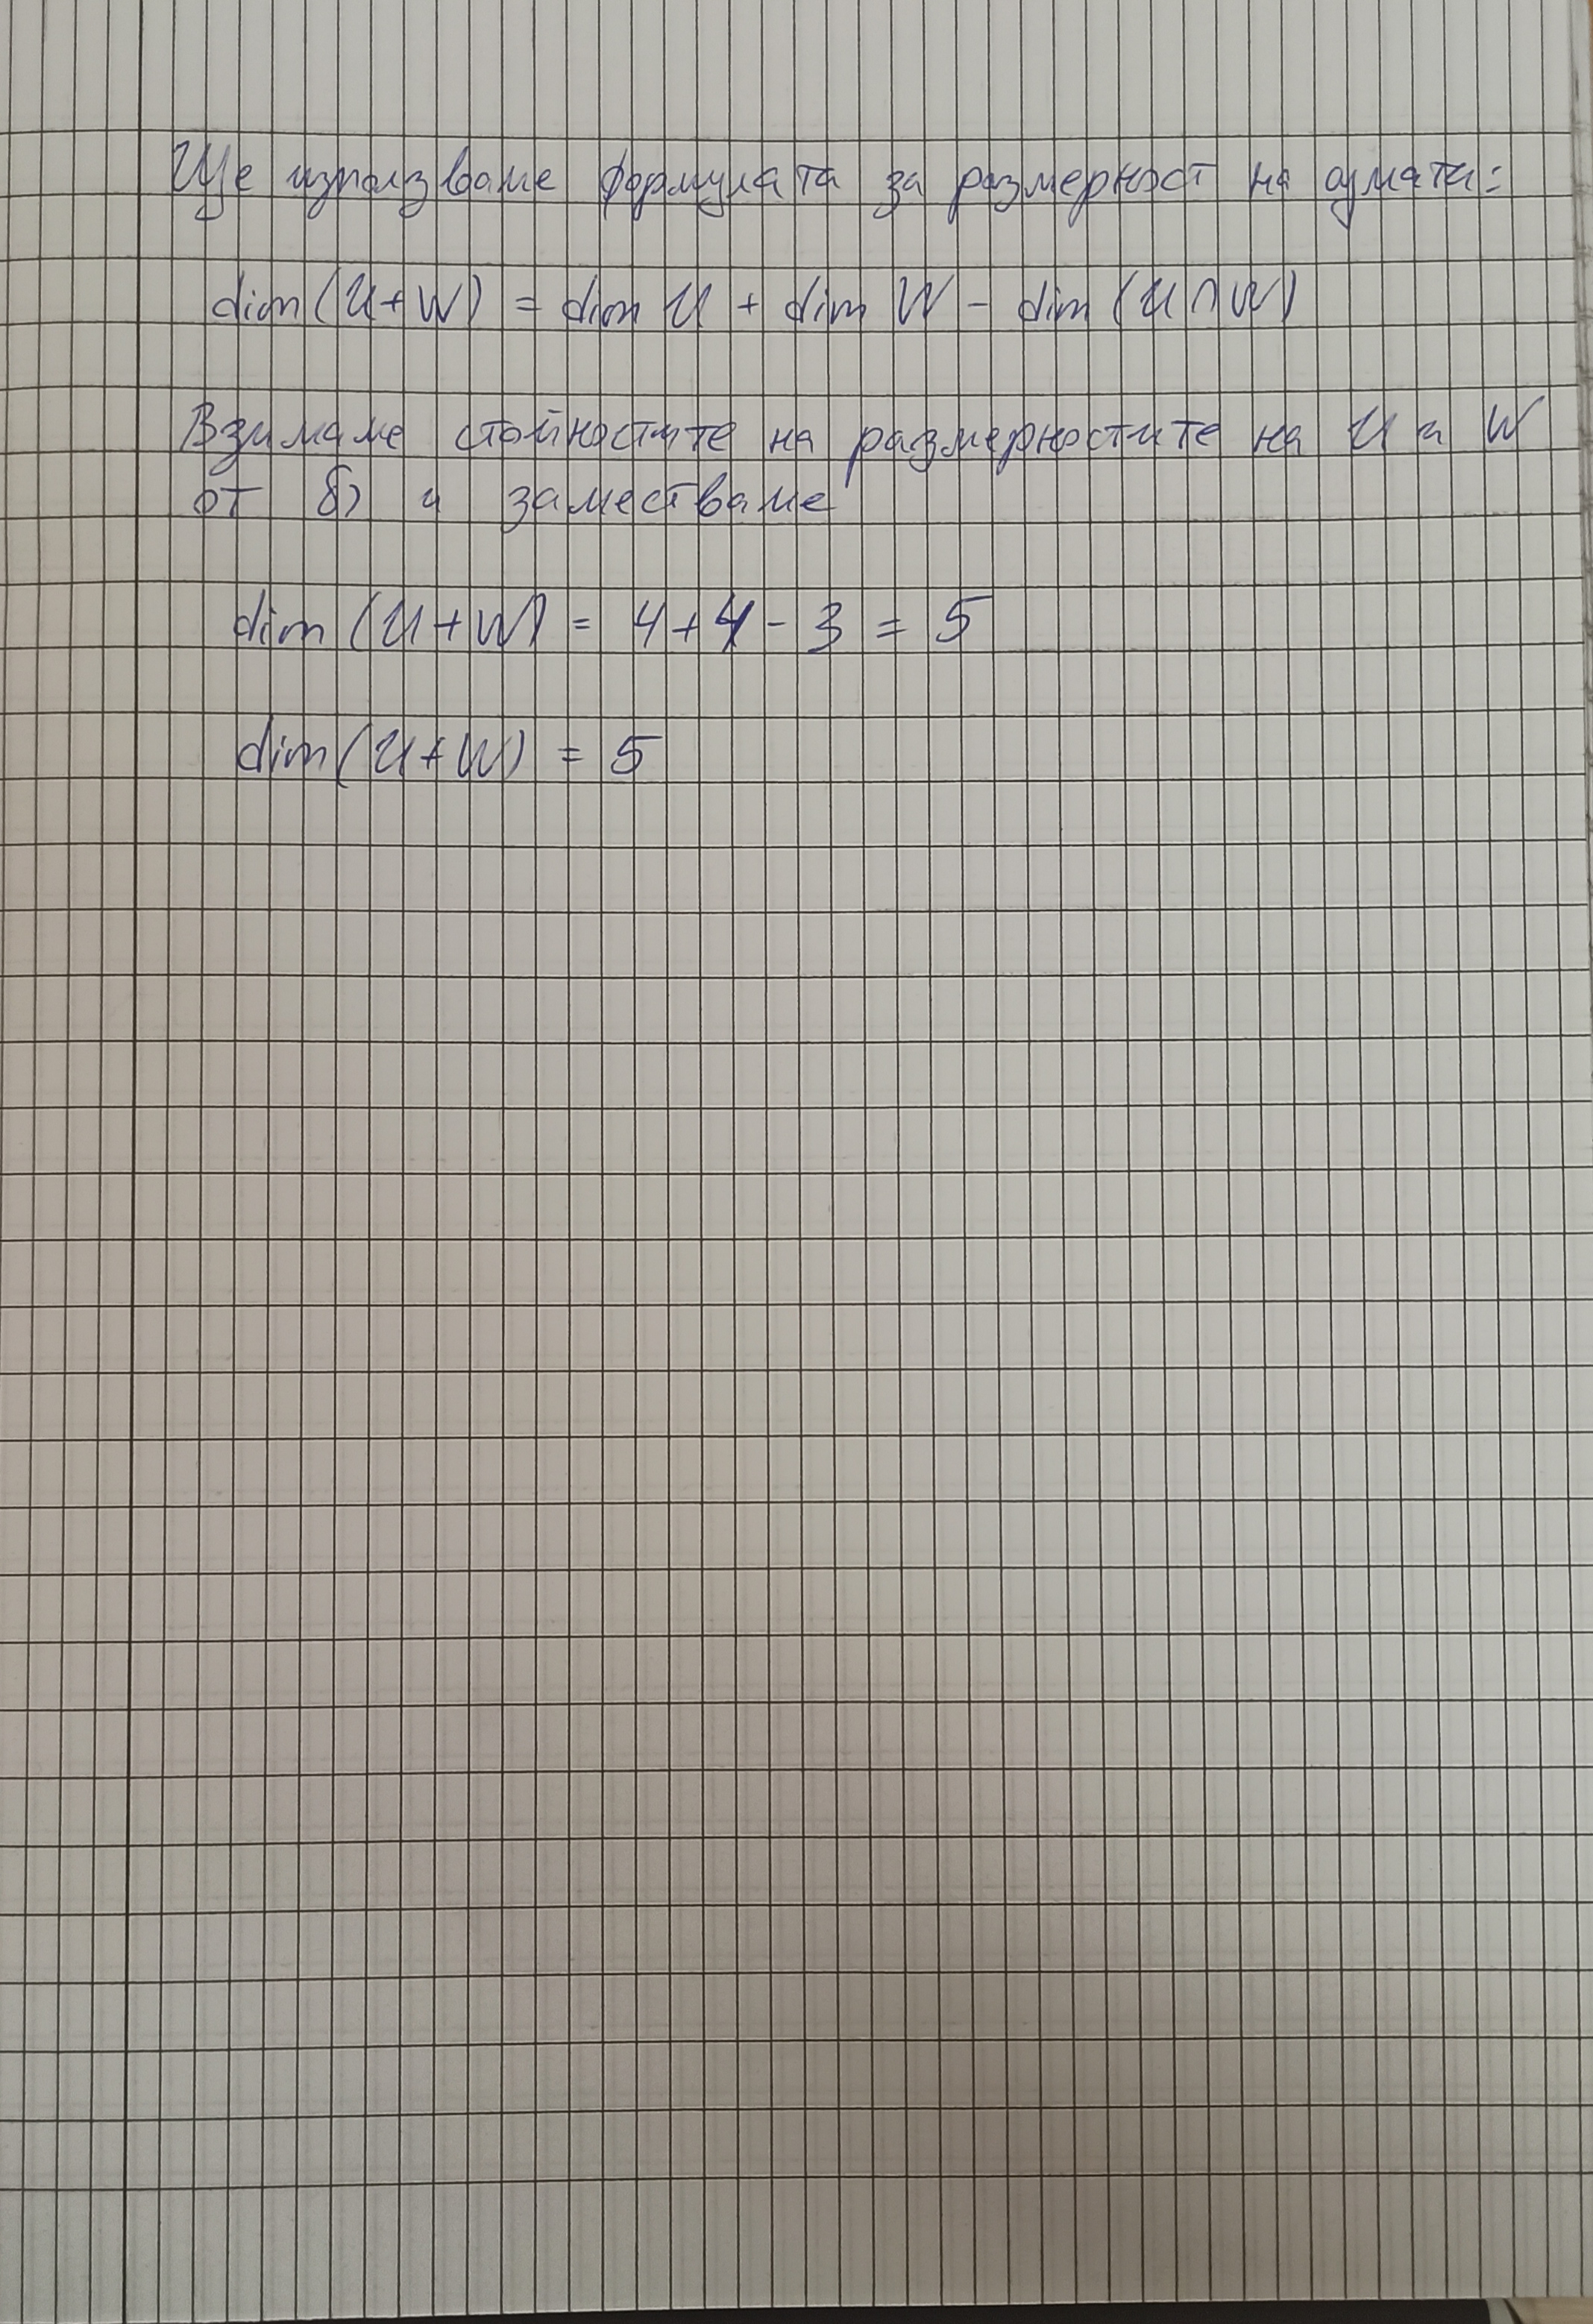 Ще използваме формулата за размерност на сумата:
dim (U+W) = dim U + dim W - dim (U∩W)
Взимаме стойностите на размерностите на U и W
от б) и заместваме
dim (U+W) = 4+4-3 = 5
dim (U+W) = 5